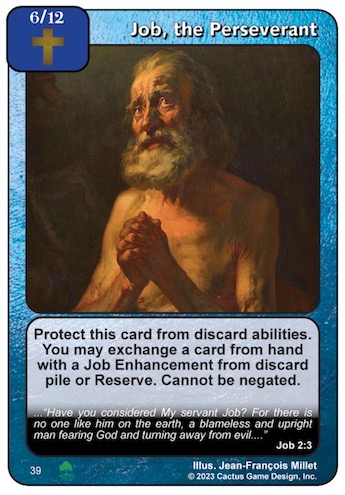 6/12
Job, the Perseverant
Protect this card from discard abilities.
You may exchange a card from hand
with a Job Enhancement from discard
pile or Reserve. Cannot be negated.
..."Have you considered My servant Job? For there is
no one like him on the earth, a blameless and upright
man fearing God and turning away from evil...."
Job 2:3
Illus. Jean-François Millet
39
© 2023 Cactus Game Design, Inc.